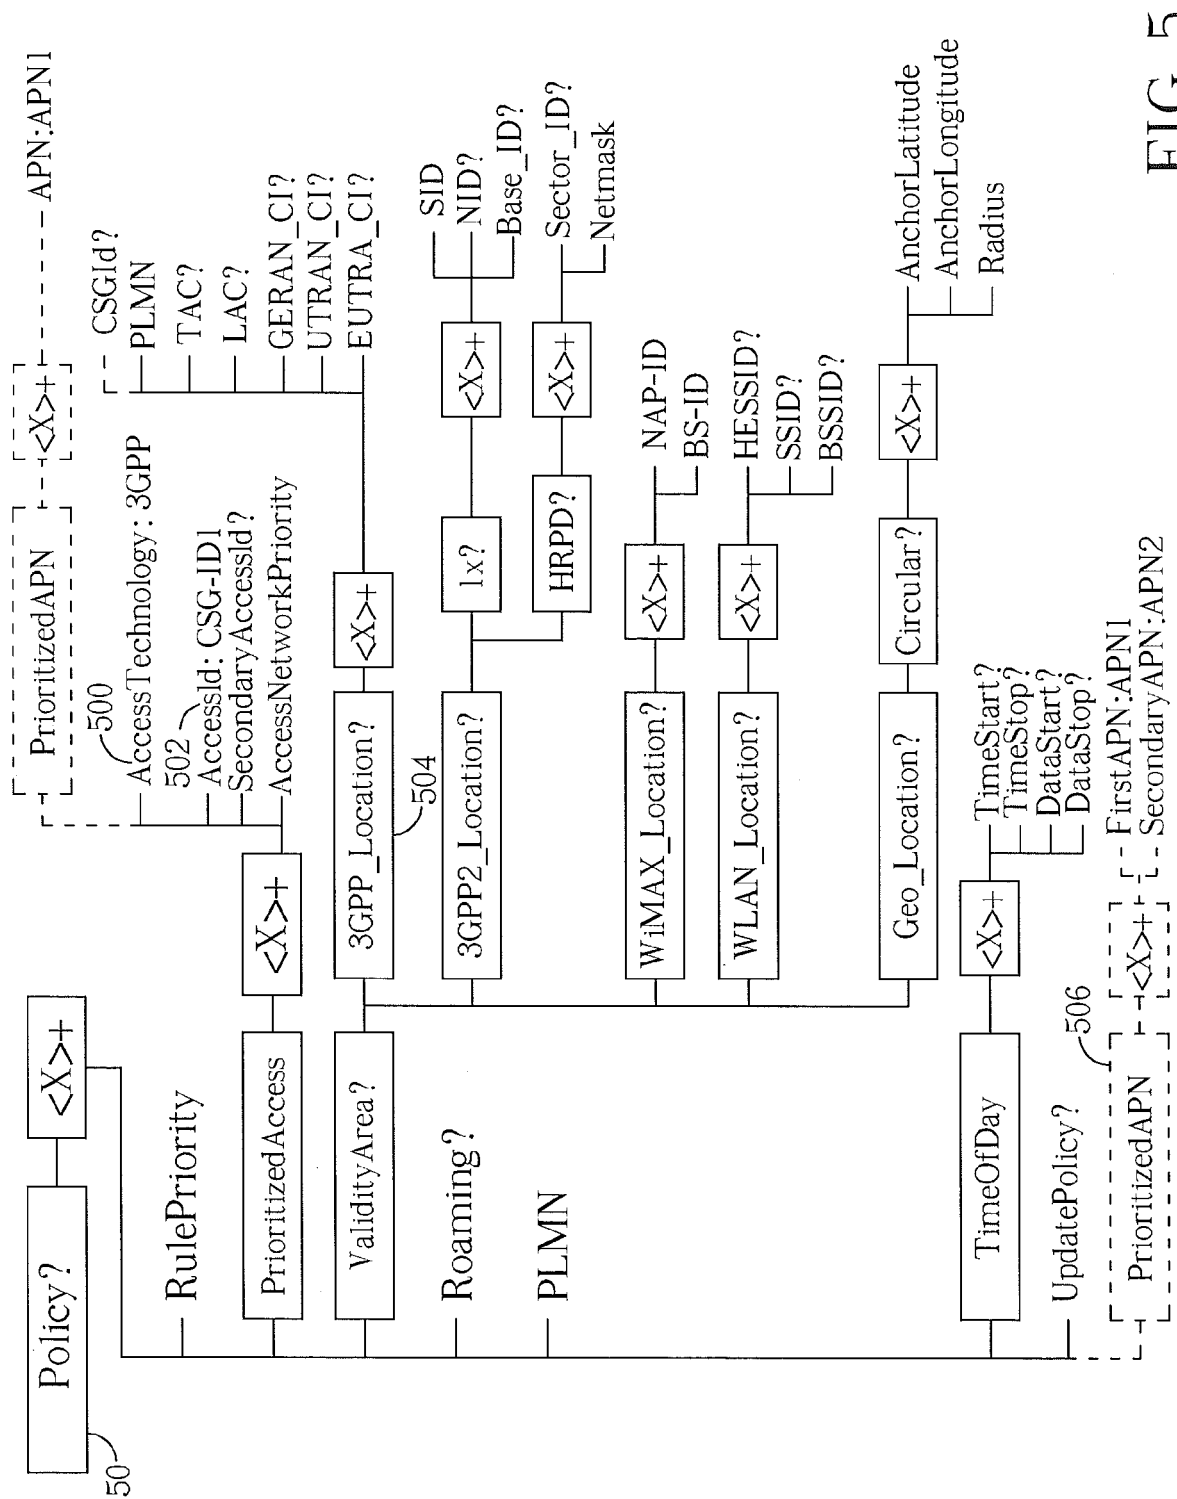 Policy?
<X>+
50
RulePriority
PrioritizedAccess
<X>+
PrioritizedAPN
<X>+
APN:APN1
500
AccessTechnology: 3GPP
502
AccessId: CSG-ID1
SecondaryAccessId?
AccessNetworkPriority
ValidityArea?
3GPP_Location?
504
<X>+
CSGId?
PLMN
TAC?
LAC?
GERAN_CI?
UTRAN_CI?
EUTRA_CI?
3GPP2_Location?
1x?
<X>+
SID
NID?
Base_ID?
HRPD?
<X>+
Sector_ID?
Netmask
WiMAX_Location?
<X>+
NAP-ID
BS-ID
WLAN_Location?
<X>+
HESSID?
SSID?
BSSID?
Geo_Location?
Circular?
<X>+
AnchorLatitude
AnchorLongitude
Radius
Roaming?
PLMN
TimeOfDay
<X>+
TimeStart?
TimeStop?
DataStart?
DataStop?
UpdatePolicy?
506
PrioritizedAPN
<X>+
FirstAPN:APN1
SecondaryAPN:APN2
FIG. 5